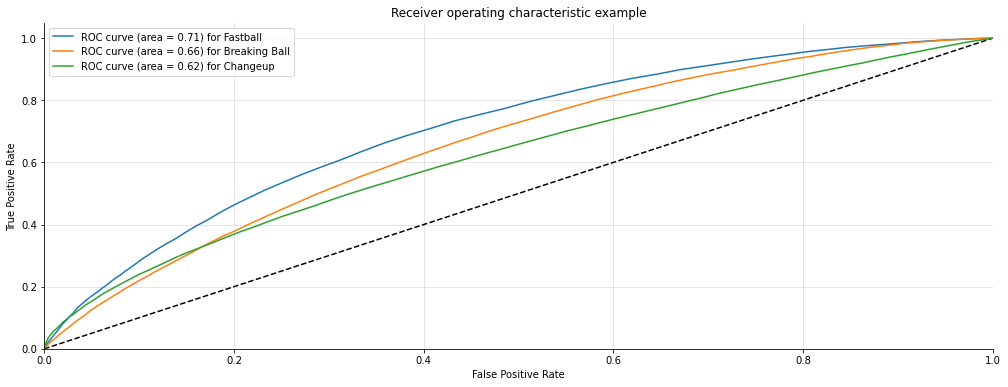 Receiver operating characteristic example
ROC curve (area = 0.71) for Fastball
ROC curve (area = 0.66) for Breaking Ball
ROC curve (area = 0.62) for Changeup
True Positive Rate
1.0
0.8
0.6
0.4
0.2
0.0
0.0 0.2 0.4 0.6 0.8 1.0
False Positive Rate